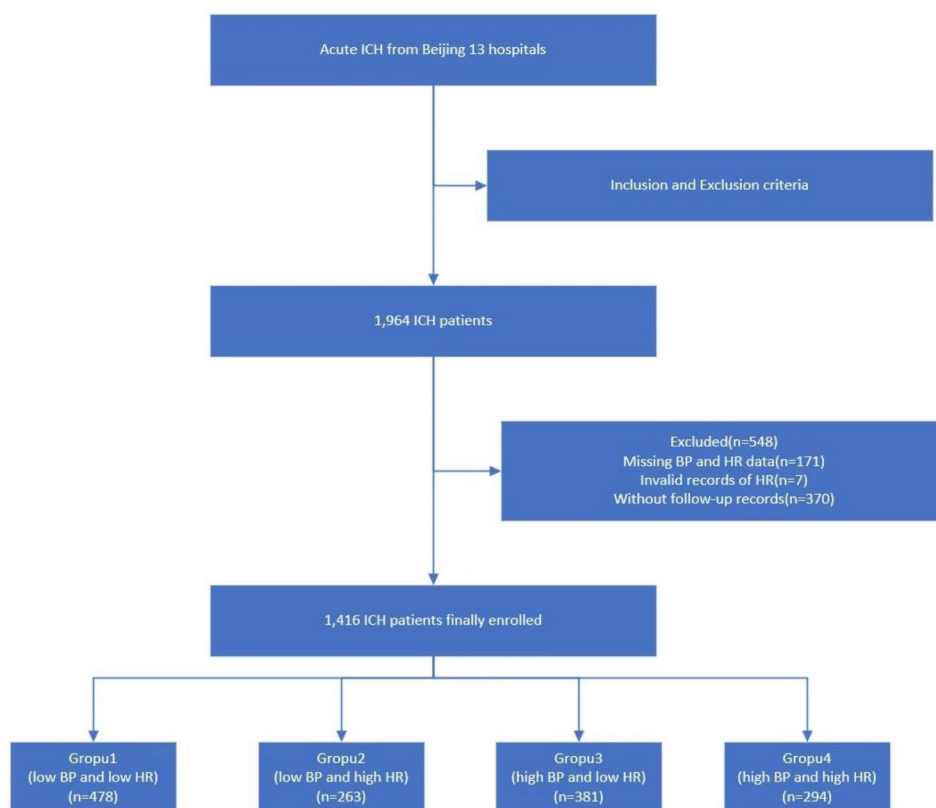 Acute ICH from Beijing 13 hospitals
Inclusion and Exclusion criteria
1,964 ICH patients
Excluded(n=548)
Missing BP and HR data(n=171)
Invalid records of HR(n=7)
Without follow-up records(n=370)
1,416 ICH patients finally enrolled
Gropu1
(low BP and low HR)
(n=478)
Gropu2
(low BP and high HR)
(n=263)
Gropu3
(high BP and low HR)
(n=381)
Gropu4
(high BP and high HR)
(n=294)